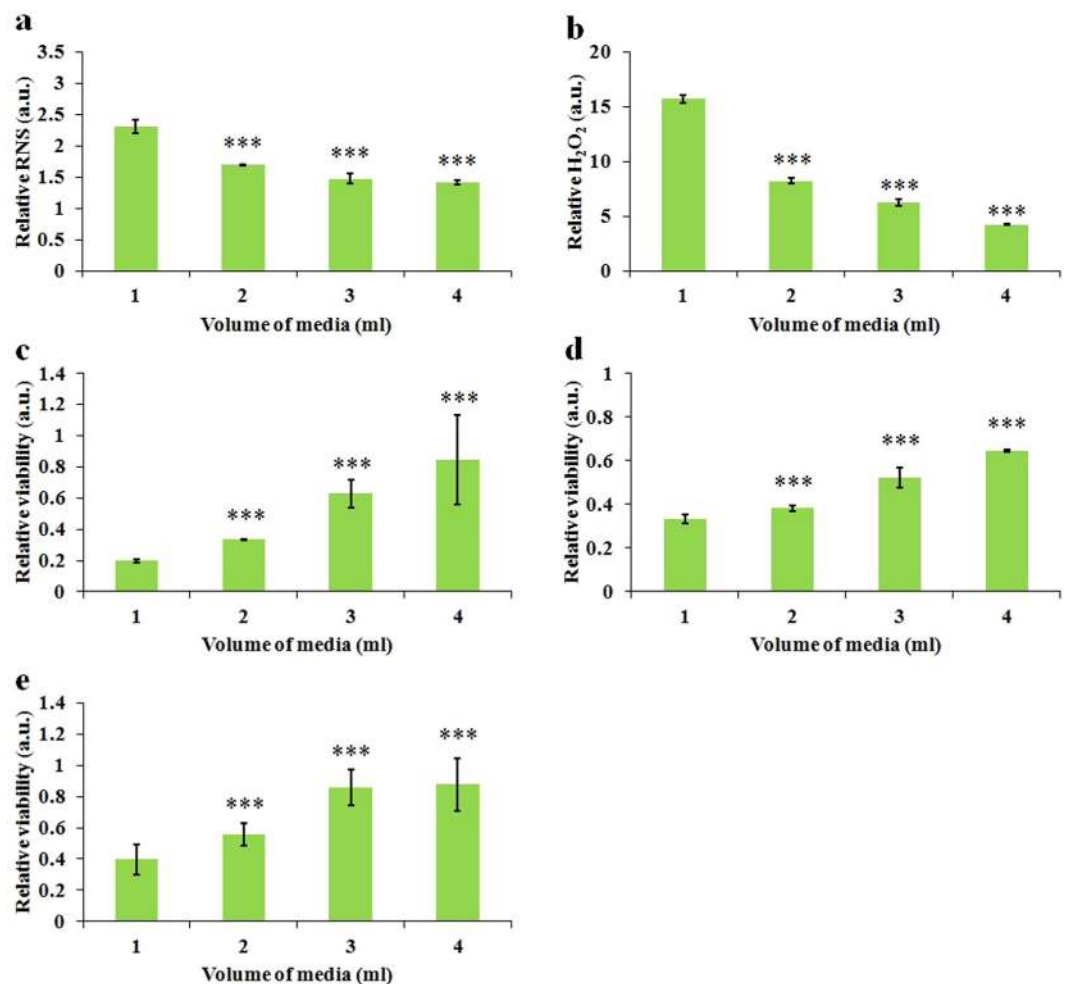 a
Relative RNS (a.u.)
3.5
3
2.5
2
1.5
1
0.5
0
***
***
***
1 2 3 4
Volume of media (ml)
b
Relative H₂O₂ (a.u.)
20
15
10
5
0
***
***
***
1 2 3 4
Volume of media (ml)
c
Relative viability (a.u.)
1.4
1.2
1
0.8
0.6
0.4
0.2
0
***
***
***
1 2 3 4
Volume of media (ml)
d
Relative viability (a.u.)
1
0.8
0.6
0.4
0.2
0
***
***
***
1 2 3 4
Volume of media (ml)
e
Relative viability (a.u.)
1.4
1.2
1
0.8
0.6
0.4
0.2
0
***
***
***
1 2 3 4
Volume of media (ml)